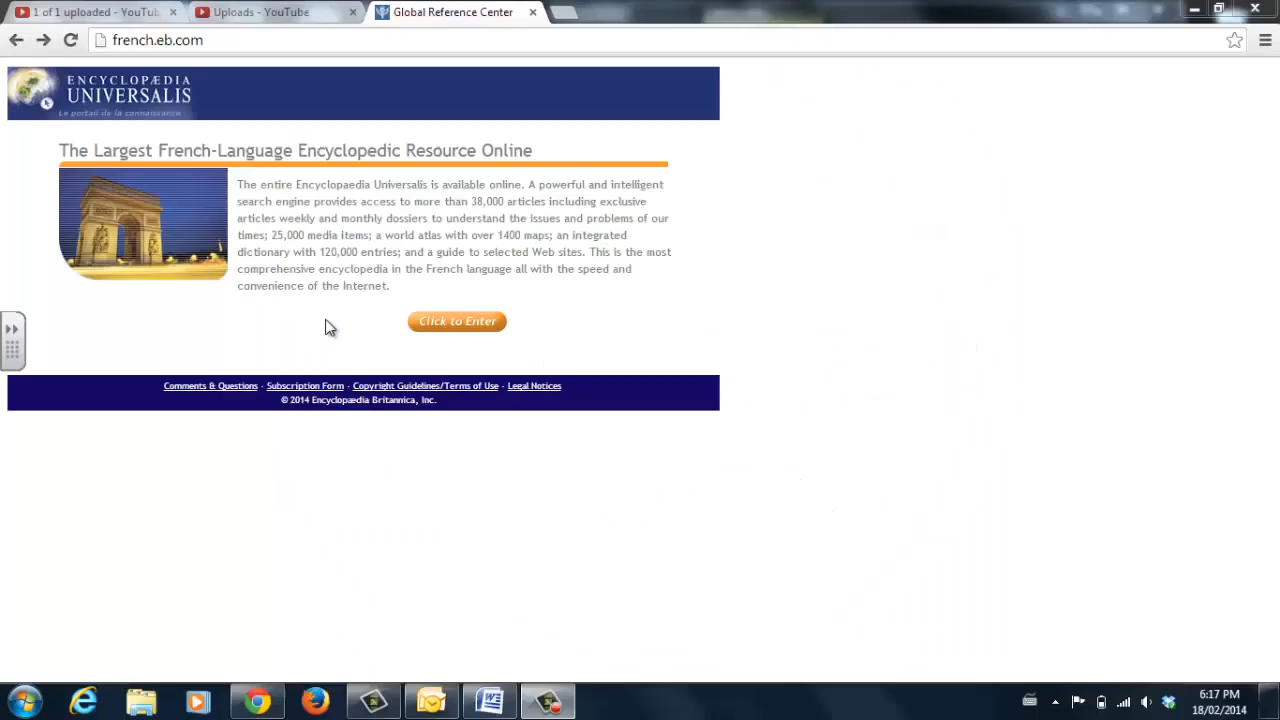 1 of 1 uploaded - YouTub
Uploads - YouTube
Global Reference Center
french.eb.com
ENCYCLOPÆDIA
UNIVERSALIS
Le portail de la connaissance
The Largest French-Language Encyclopedic Resource Online
The entire Encyclopaedia Universalis is available online. A powerful and intelligent
search engine provides access to more than 38,000 articles including exclusive
articles weekly and monthly dossiers to understand the issues and problems of our
times; 25,000 media items; a world atlas with over 1400 maps; an integrated
dictionary with 120,000 entries; and a guide to selected Web sites. This is the most
comprehensive encyclopedia in the French language all with the speed and
convenience of the Internet.
Click to Enter
Comments & Questions - Subscription Form - Copyright Guidelines/Terms of Use - Legal Notices
© 2014 Encyclopædia Britannica, Inc.
6:17 PM
18/02/2014